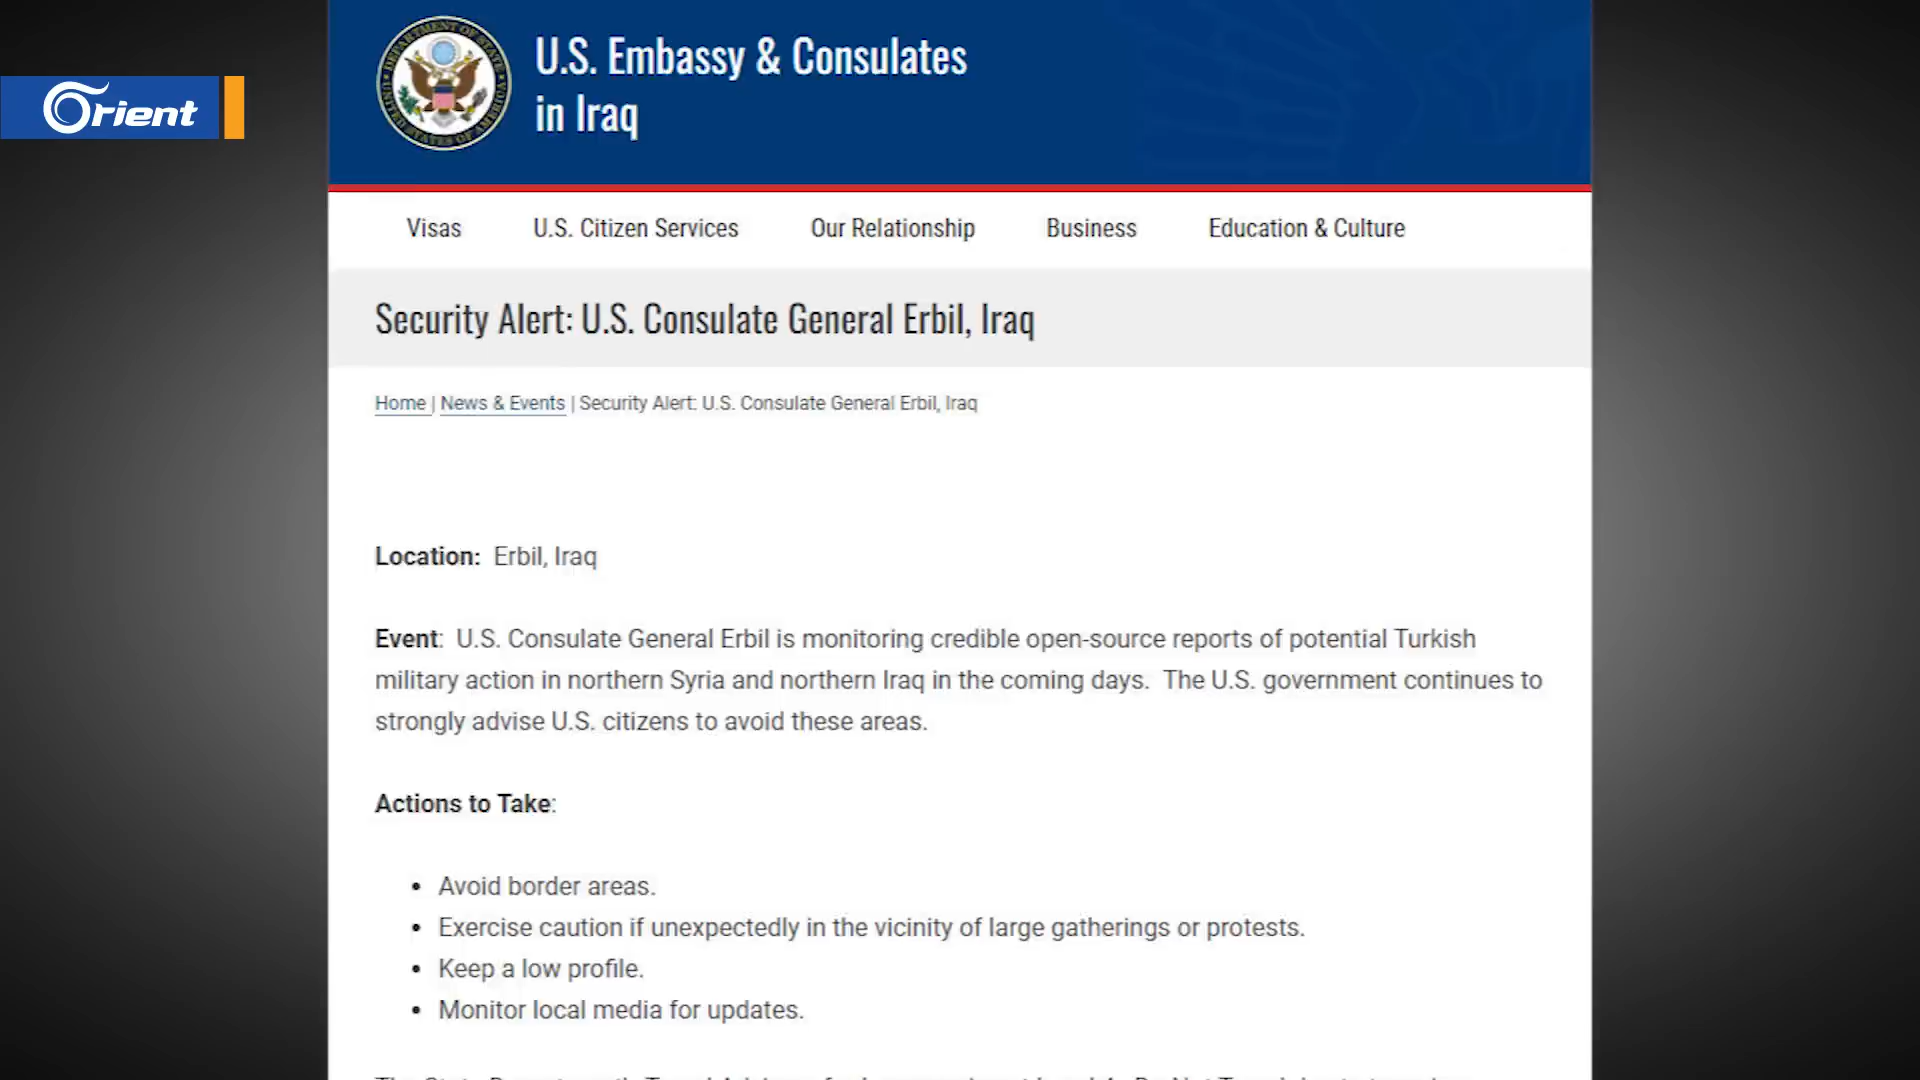 Orient
U.S. Embassy & Consulates
in Iraq
Visas
U.S. Citizen Services
Our Relationship
Business
Education & Culture
Security Alert: U.S. Consulate General Erbil, Iraq
Home | News & Events | Security Alert: U.S. Consulate General Erbil, Iraq
Location: Erbil, Iraq
Event: U.S. Consulate General Erbil is monitoring credible open-source reports of potential Turkish
military action in northern Syria and northern Iraq in the coming days. The U.S. government continues to
strongly advise U.S. citizens to avoid these areas.
Actions to Take:
• Avoid border areas.
• Exercise caution if unexpectedly in the vicinity of large gatherings or protests.
• Keep a low profile.
• Monitor local media for updates.